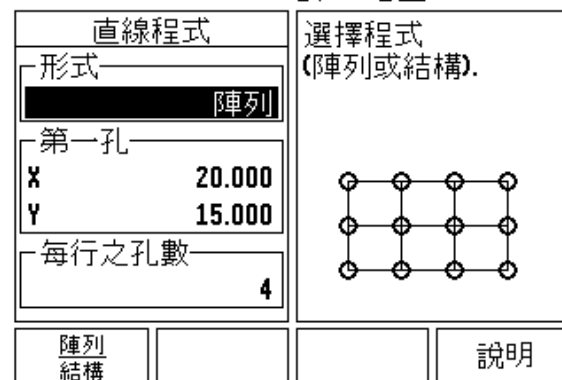 直線程式
形式
陣列
第一孔
X 20.000
Y 15.000
每行之孔數
4
選擇程式
(陣列或結構).
陣列
結構
說明